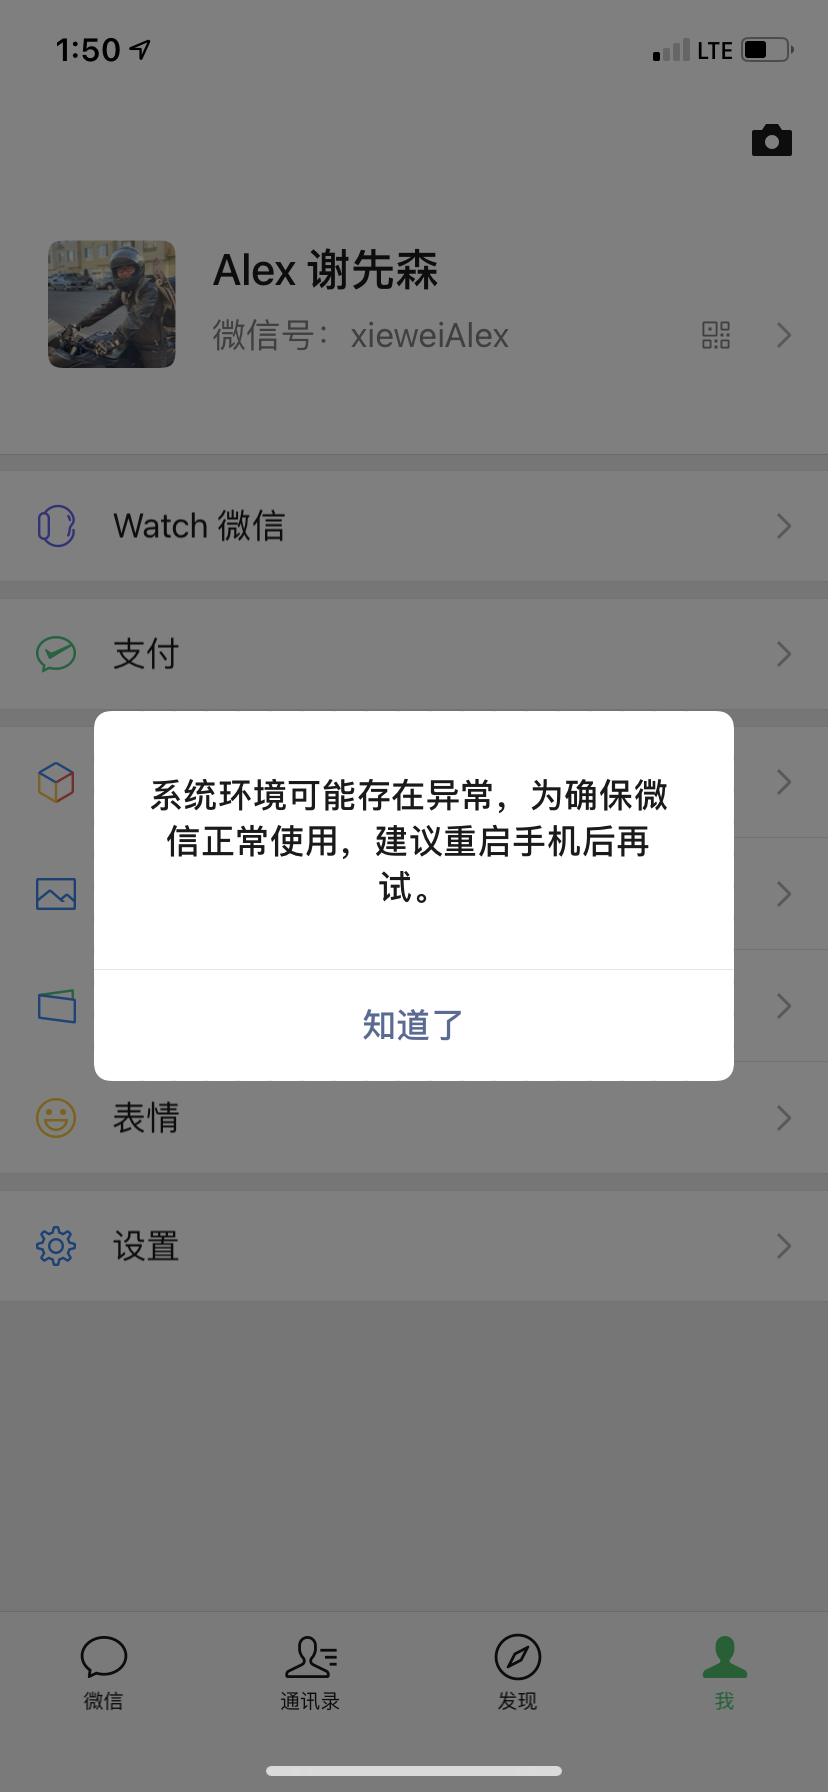 1:50
LTE
Alex 谢先森
微信号：xieweiAlex
Watch 微信
支付
系统环境可能存在异常，为确保微
信正常使用，建议重启手机后再
试。
知道了
表情
设置
微信
通讯录
发现
我